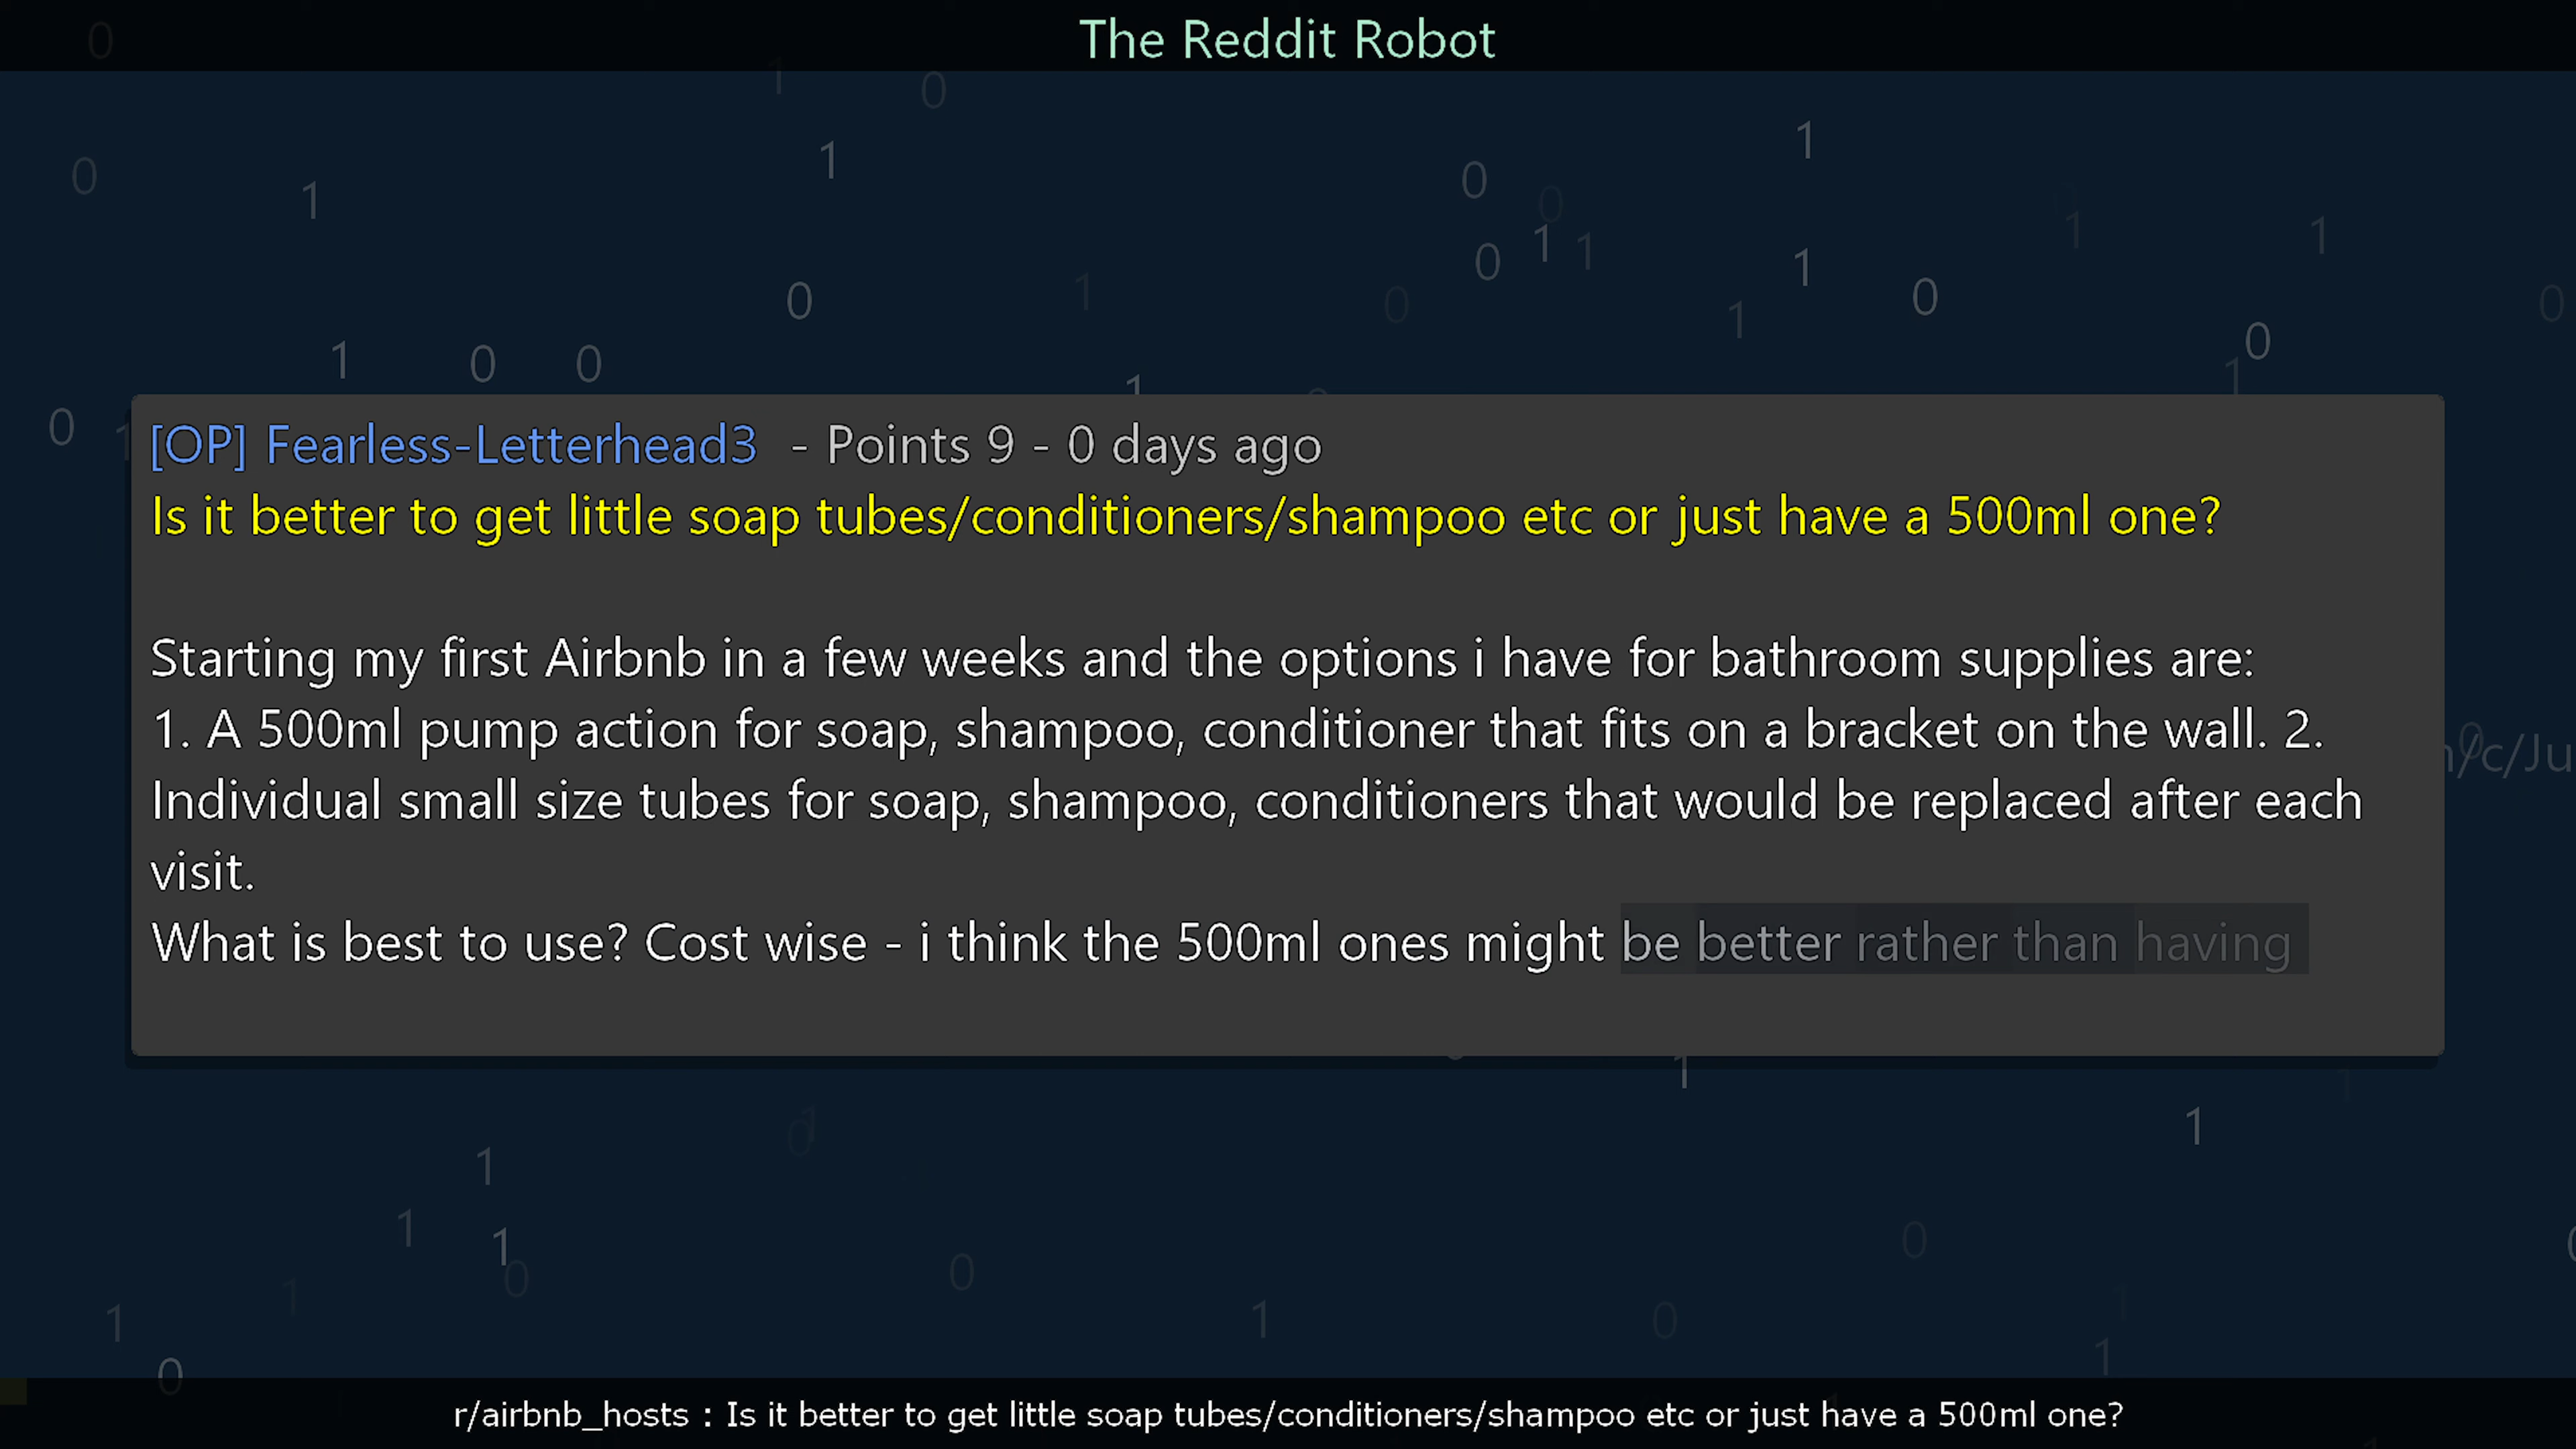 The Reddit Robot
[OP] Fearless-Letterhead3 - Points 9 - 0 days ago
Is it better to get little soap tubes/conditioners/shampoo etc or just have a 500ml one?
Starting my first Airbnb in a few weeks and the options i have for bathroom supplies are:
1. A 500ml pump action for soap, shampoo, conditioner that fits on a bracket on the wall. 2.
Individual small size tubes for soap, shampoo, conditioners that would be replaced after each
visit.
What is best to use? Cost wise - i think the 500ml ones might be better rather than having
r/airbnb_hosts : Is it better to get little soap tubes/conditioners/shampoo etc or just have a 500ml one?